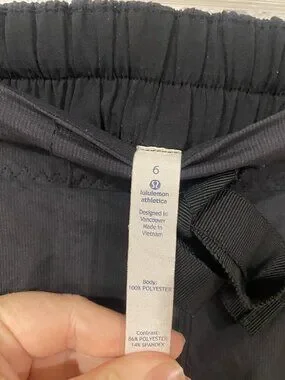 6
lululemon
athletica
Designed in
Vancouver
Made in
Vietnam
Body:
100% POLYESTER
Contrast:
86% POLYESTER
14% SPANDEX